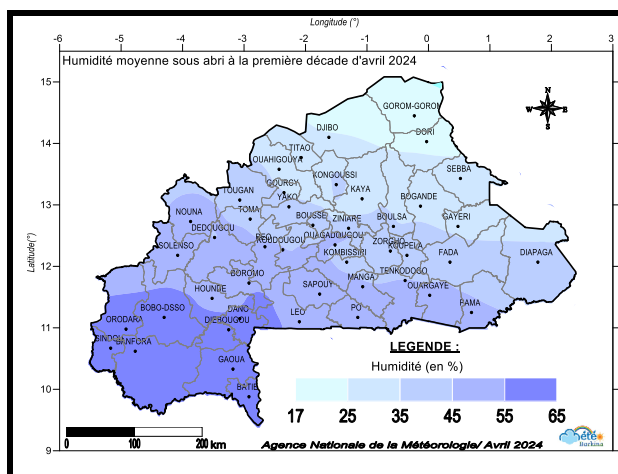 Longitude (°)
-6 -5 -4 -3 -2 -1 0 1 2 3
Humidité moyenne sous abri à la première décade d'avril 2024
15
14
13
12
11
10
9
Latitude(°)
N
W E
S
GOROM-GOROM
DJIBO
DORI
TITAO
OUAHIGOUYA
SEBBA
KONGOUSSI
GOURCY
KAYA
TOUGAN
YAKO
BOGANDE
NOUNA
TOMA
BOUSSE
ZINIARE
BOULSA
GAYERI
DEDOUGOU
REO
KOUDOUGOU
OUAGADOUGOU
ZORGHO
KOUPELA
SOLENSO
KOMBISSIRI
FADA
DIAPAGA
BOROMO
TENKODOGO
HOUNDE
SAPOUY
MANGA
OUARGAYE
PAMA
BOBO-DSSO
DANO
LEO
PO
ORODARA
DIEBOUGOU
SINDOU
BANFORA
GAOUA
BATIE
LEGENDE :
Humidité (en %)
17 25 35 45 55 65
0 100 200 km
Agence Nationale de la Météorologie/ Avril 2024
Météo
Burkina